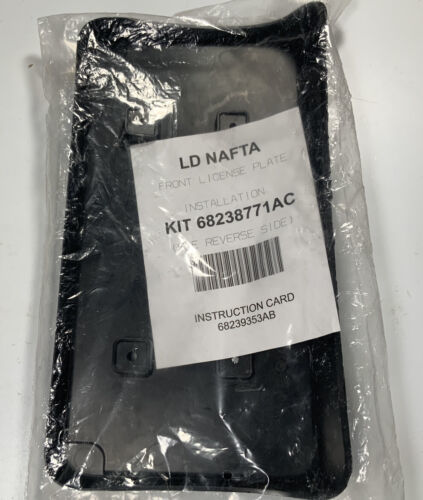 LD NAFTA
FRONT LICENSE PLATE
INSTALLATION
KIT 68238771AC
(SEE REVERSE SIDE)
INSTRUCTION CARD
68239353AB